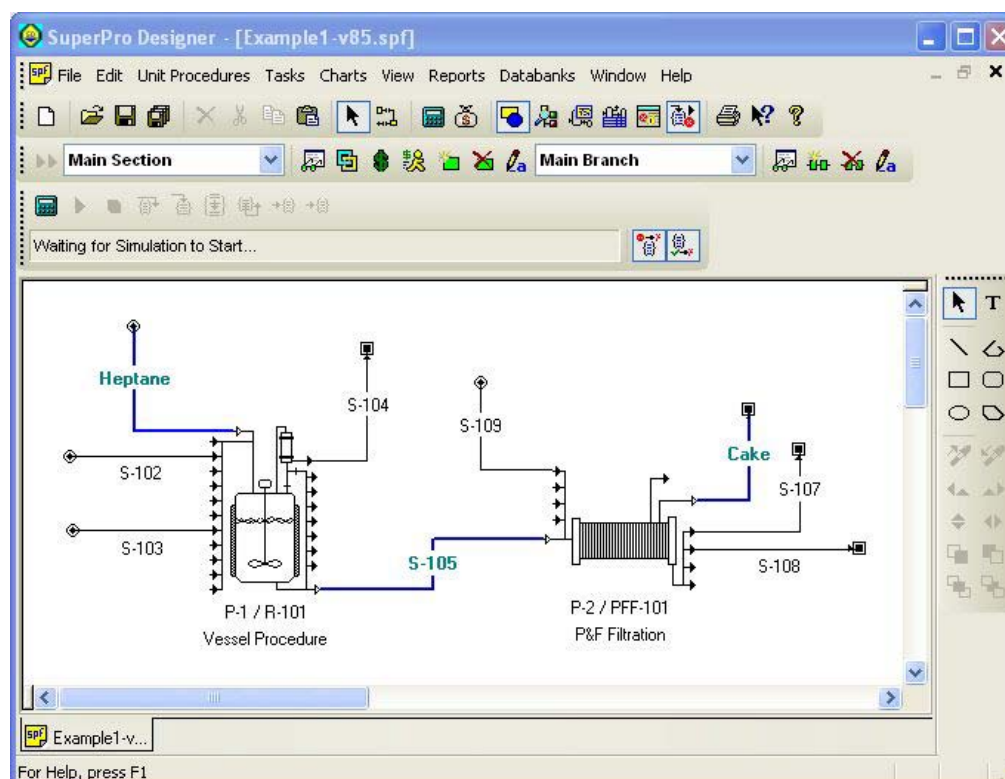 SuperPro Designer - [Example1-v85.spf]
spf File Edit Unit Procedures Tasks Charts View Reports Databanks Window Help
Main Section Main Branch
Waiting for Simulation to Start...
T
Heptane
S-104
S-109
S-102
Cake
S-107
S-103
S-105
S-108
P-1 / R-101
Vessel Procedure
P-2 / PFF-101
P&F Filtration
spf Example1-v...
For Help, press F1